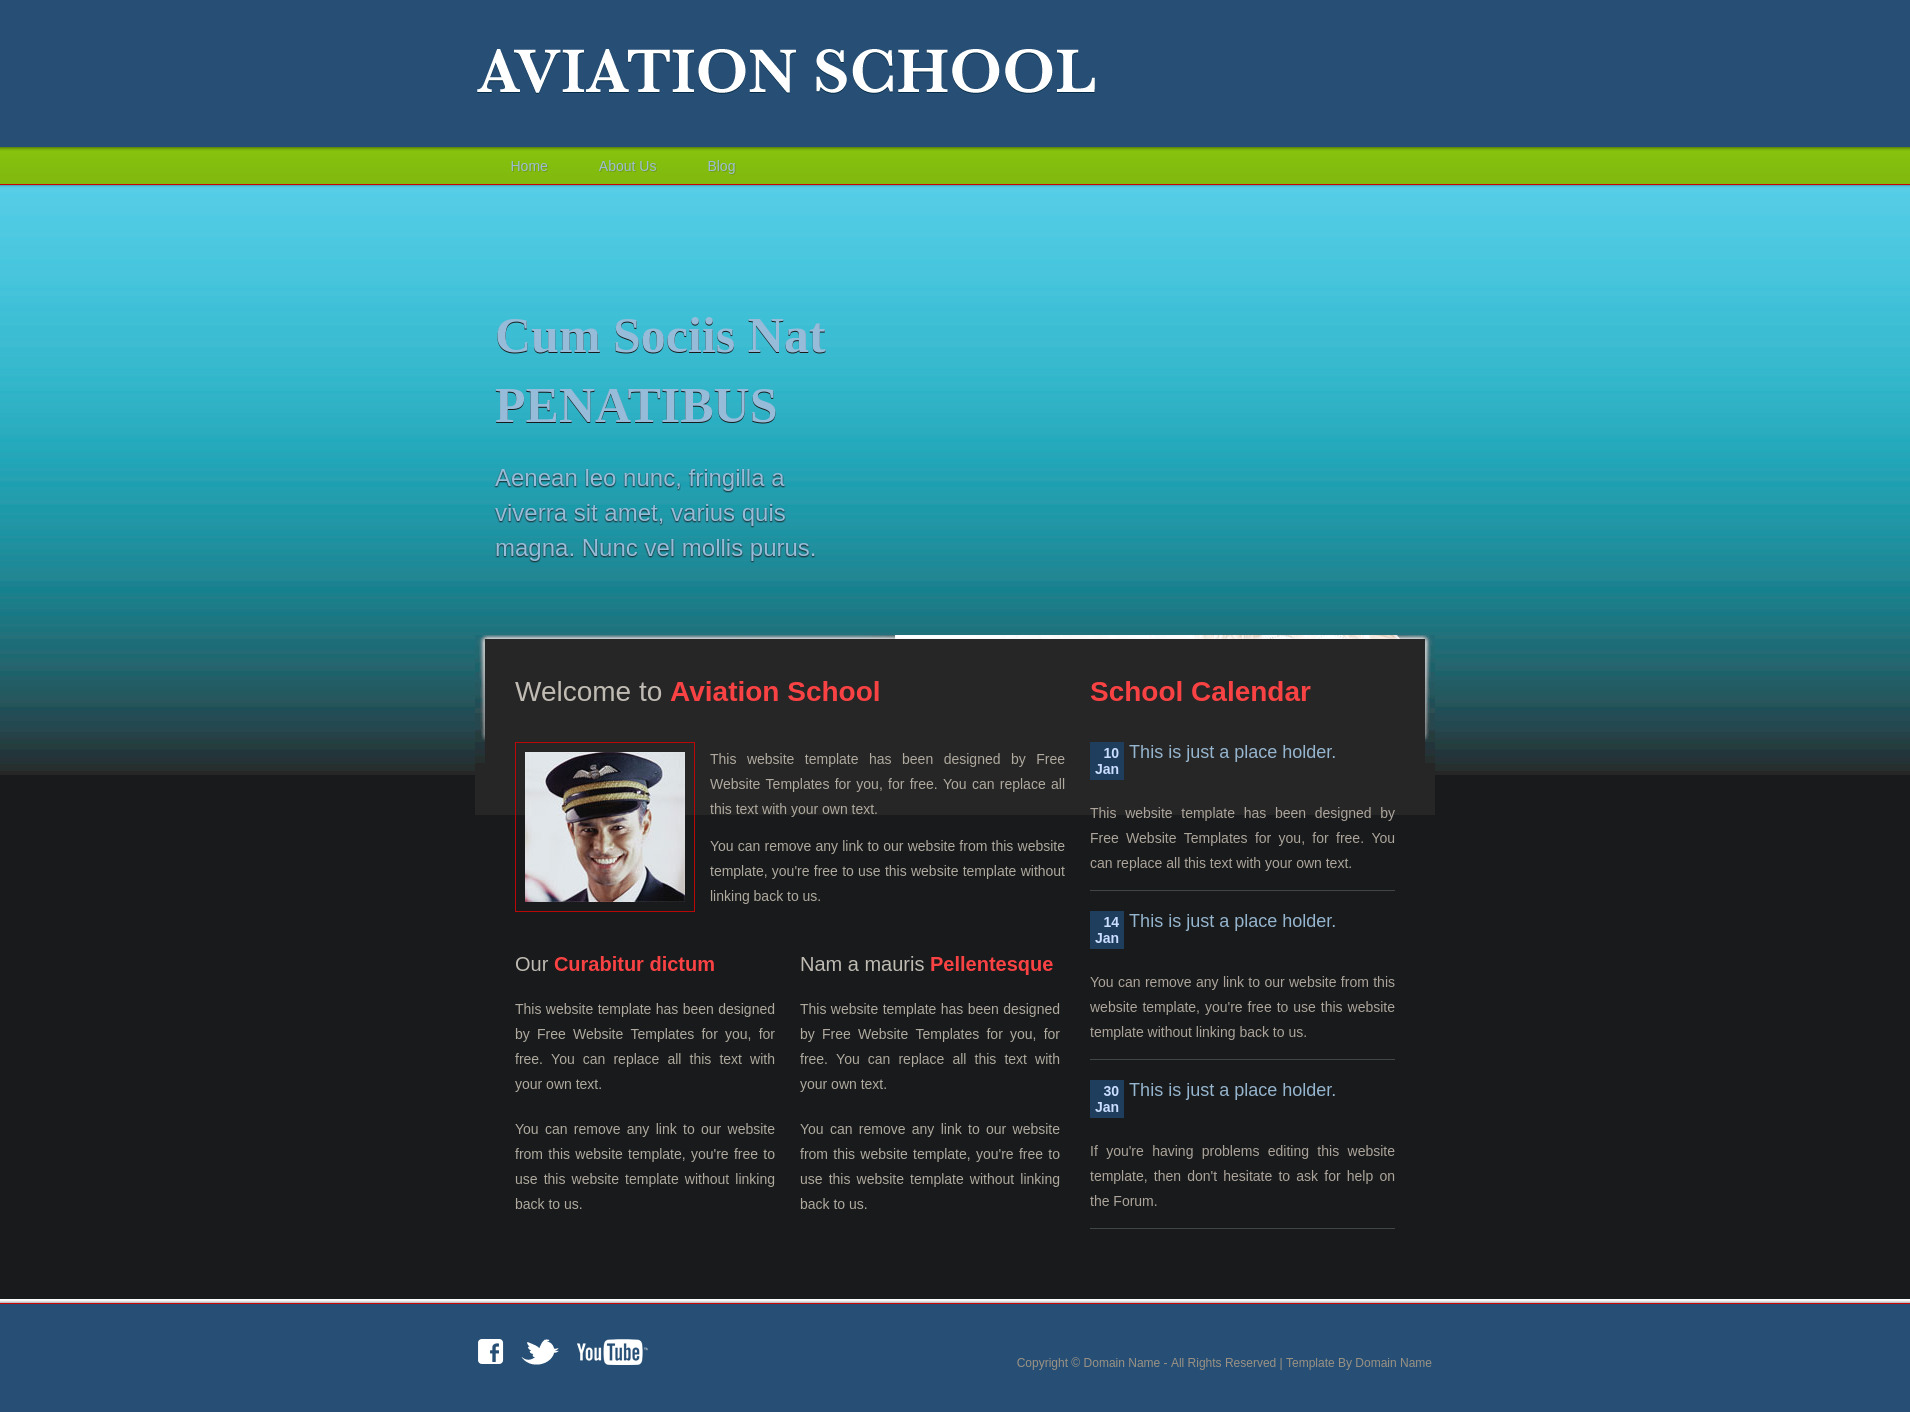 AVIATION SCHOOL
Home About Us Blog
Cum Sociis Nat
PENATIBUS
Aenean leo nunc, fringilla a
viverra sit amet, varius quis
magna. Nunc vel mollis purus.
Welcome to Aviation School
This website template has been designed by Free
Website Templates for you, for free. You can replace all
this text with your own text.
You can remove any link to our website from this website
template, you're free to use this website template without
linking back to us.
Our Curabitur dictum
This website template has been designed
by Free Website Templates for you, for
free. You can replace all this text with
your own text.
You can remove any link to our website
from this website template, you're free to
use this website template without linking
back to us.
Nam a mauris Pellentesque
This website template has been designed
by Free Website Templates for you, for
free. You can replace all this text with
your own text.
You can remove any link to our website
from this website template, you're free to
use this website template without linking
back to us.
School Calendar
10
Jan
This is just a place holder.
This website template has been designed by
Free Website Templates for you, for free. You
can replace all this text with your own text.
14
Jan
This is just a place holder.
You can remove any link to our website from this
website template, you're free to use this website
template without linking back to us.
30
Jan
This is just a place holder.
If you're having problems editing this website
template, then don't hesitate to ask for help on
the Forum.
f
YouTube
Copyright © Domain Name - All Rights Reserved | Template By Domain Name